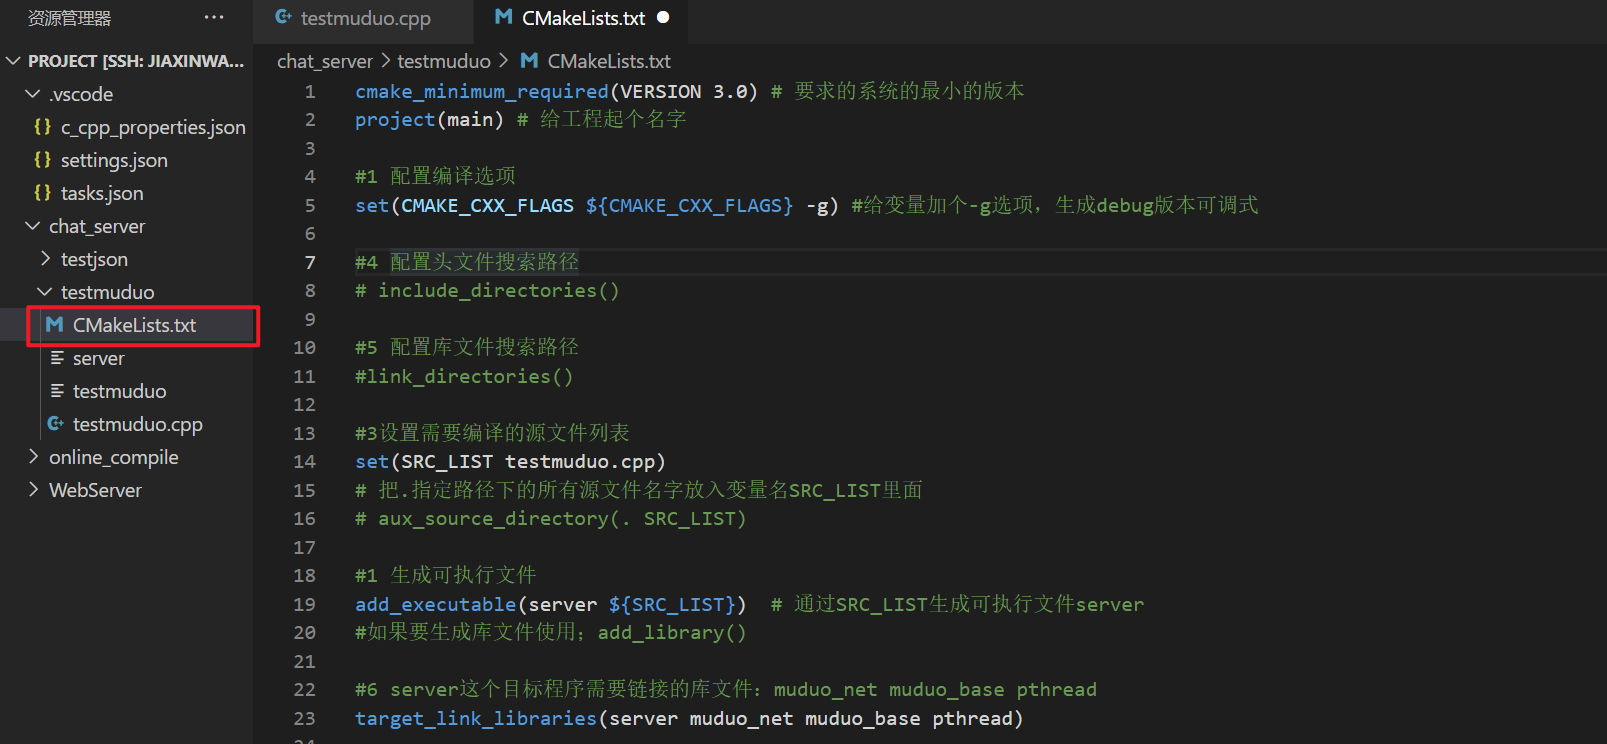 资源管理器 ···
PROJECT [SSH: JIAXINWA...
.vscode
{} c_cpp_properties.json
{} settings.json
{} tasks.json
chat_server
testjson
testmuduo
CMakeLists.txt
server
testmuduo
testmuduo.cpp
online_compile
WebServer
testmuduo.cpp
CMakeLists.txt
chat_server > testmuduo > CMakeLists.txt
1 cmake_minimum_required(VERSION 3.0) # 要求的系统的最小的版本
2 project(main) # 给工程起个名字
3
4 #1 配置编译选项
5 set(CMAKE_CXX_FLAGS ${CMAKE_CXX_FLAGS} -g) #给变量加个-g选项，生成debug版本可调式
6
7 #4 配置头文件搜索路径
8 # include_directories()
9
10 #5 配置库文件搜索路径
11 #link_directories()
12
13 #3设置需要编译的源文件列表
14 set(SRC_LIST testmuduo.cpp)
15 # 把.指定路径下的所有源文件名字放入变量名SRC_LIST里面
16 # aux_source_directory(. SRC_LIST)
17
18 #1 生成可执行文件
19 add_executable(server ${SRC_LIST}) # 通过SRC_LIST生成可执行文件server
20 #如果要生成库文件使用；add_library()
21
22 #6 server这个目标程序需要链接的库文件：muduo_net muduo_base pthread
23 target_link_libraries(server muduo_net muduo_base pthread)